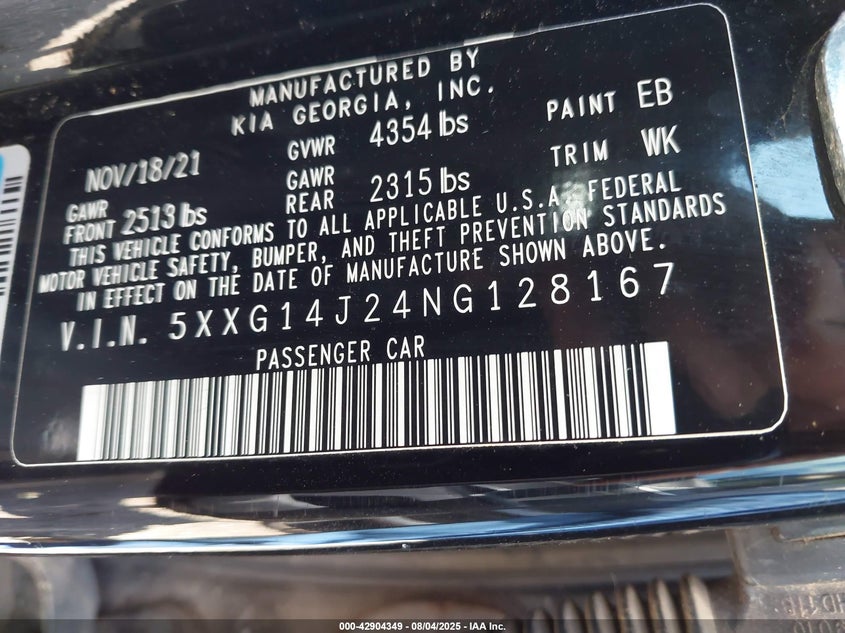 MANUFACTURED BY
KIA GEORGIA, INC.
NOV/18/21 GVWR 4354 lbs PAINT EB
GAWR FRONT 2513 lbs GAWR REAR 2315 lbs TRIM WK
THIS VEHICLE CONFORMS TO ALL APPLICABLE U.S.A. FEDERAL
MOTOR VEHICLE SAFETY, BUMPER, AND THEFT PREVENTION STANDARDS
IN EFFECT ON THE DATE OF MANUFACTURE SHOWN ABOVE.
V.I.N. 5XXG14J24NG128167
PASSENGER CAR
000-42904349 - 08/04/2025 - IAA Inc.